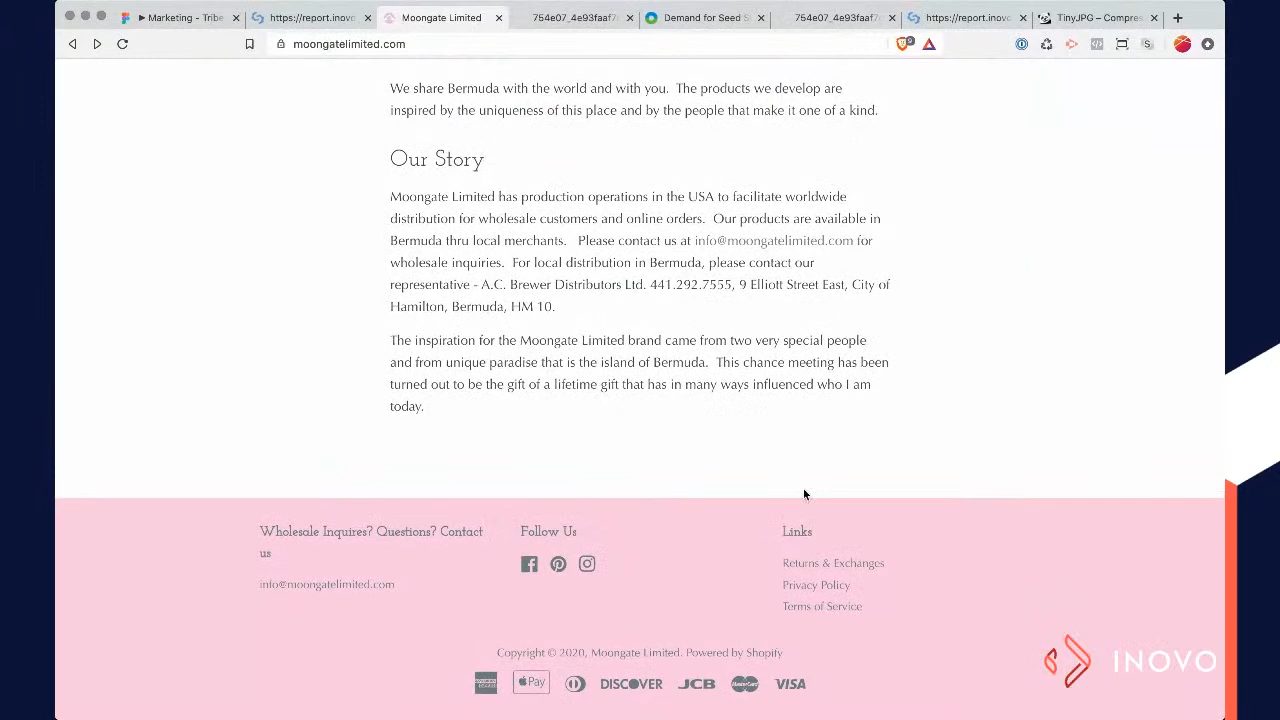 Marketing - Tribe
https://report.inovo
Moongate Limited
754e07_4e93faaf7
Demand for Seed S
754e07_4e93faaf7
https://report.inovo
TinyJPG – Compres
moongatelimited.com
We share Bermuda with the world and with you.  The products we develop are
inspired by the uniqueness of this place and by the people that make it one of a kind.
Our Story
Moongate Limited has production operations in the USA to facilitate worldwide
distribution for wholesale customers and online orders.  Our products are available in
Bermuda thru local merchants.   Please contact us at info@moongatelimited.com for
wholesale inquiries.  For local distribution in Bermuda, please contact our
representative - A.C. Brewer Distributors Ltd. 441.292.7555, 9 Elliott Street East, City of
Hamilton, Bermuda, HM 10.
The inspiration for the Moongate Limited brand came from two very special people
and from unique paradise that is the island of Bermuda.  This chance meeting has been
turned out to be the gift of a lifetime gift that has in many ways influenced who I am
today.
Wholesale Inquires? Questions? Contact
us
info@moongatelimited.com
Follow Us
Links
Returns & Exchanges
Privacy Policy
Terms of Service
Copyright © 2020, Moongate Limited. Powered by Shopify
Pay DISCOVER JCB MasterCard VISA
INOVO